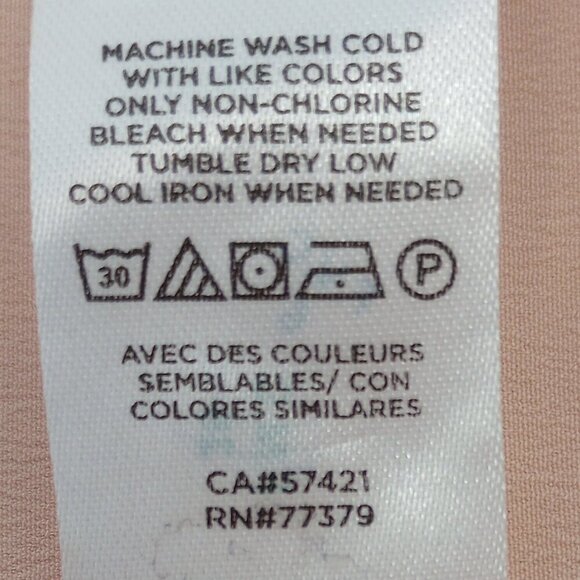 MACHINE WASH COLD
WITH LIKE COLORS
ONLY NON-CHLORINE
BLEACH WHEN NEEDED
TUMBLE DRY LOW
COOL IRON WHEN NEEDED
30 P
AVEC DES COULEURS
SEMBLABLES/ CON
COLORES SIMILARES
CA#57421
RN#77379